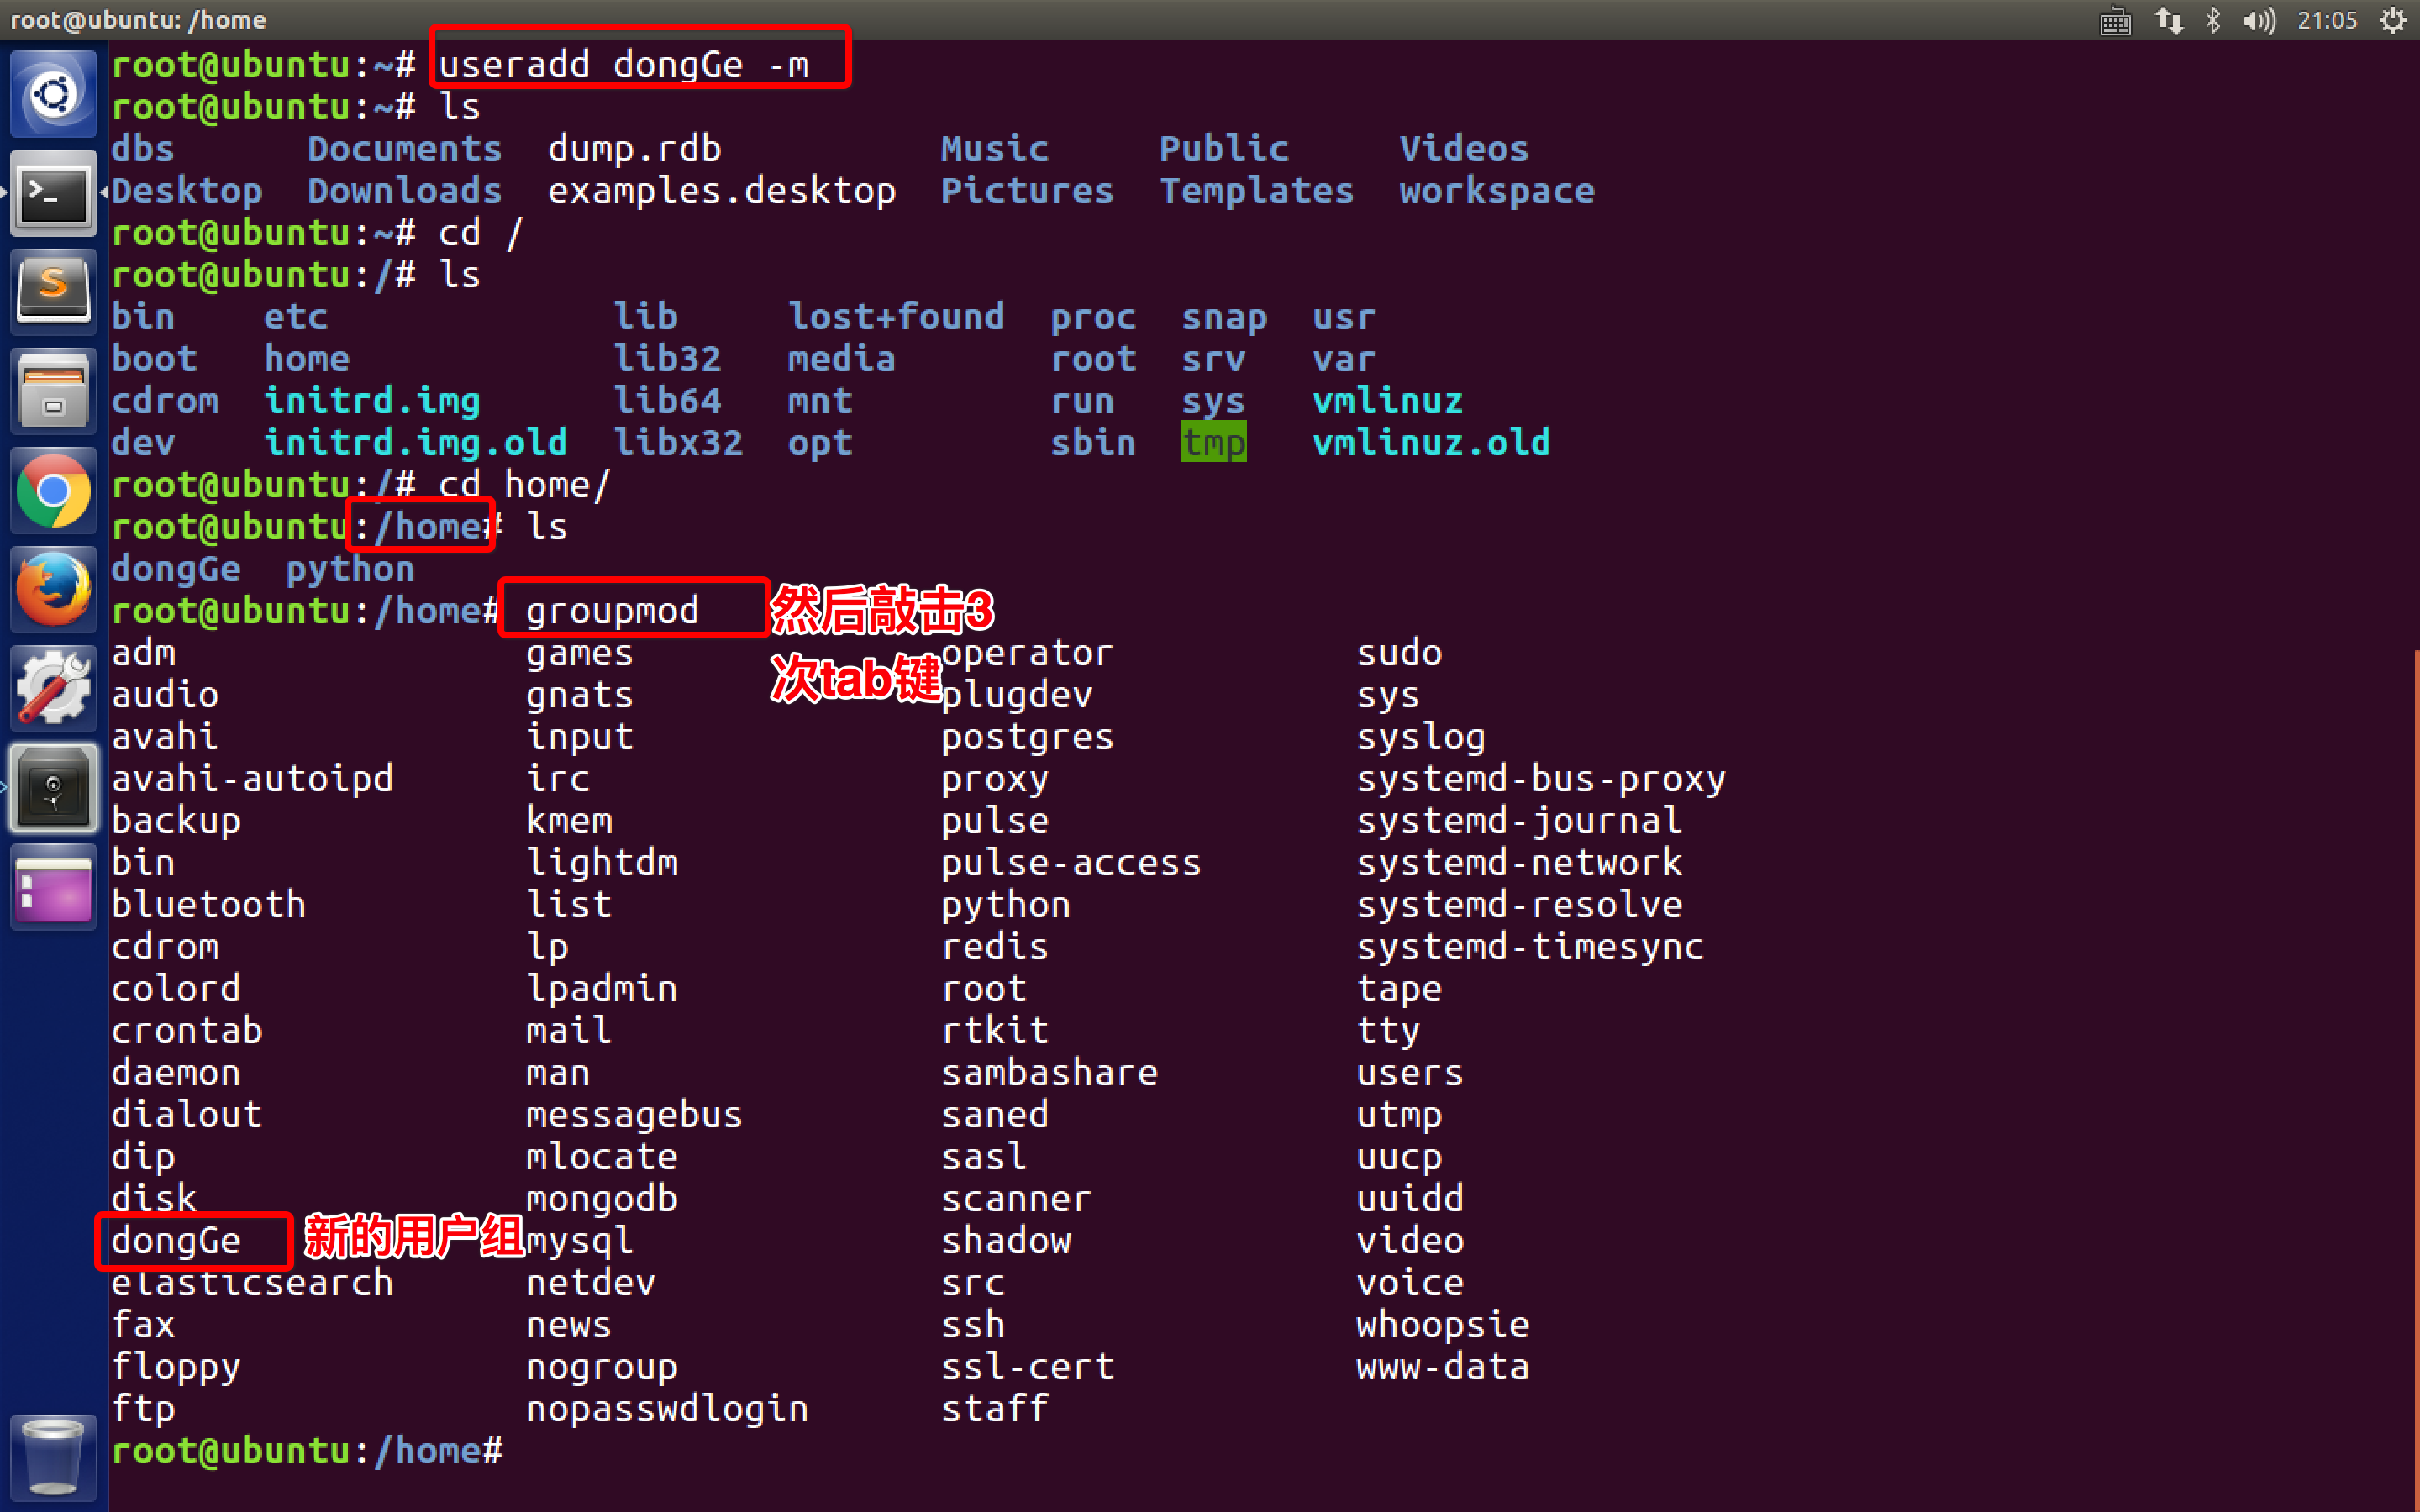 root@ubuntu: /home 21:05
root@ubuntu:~# useradd dongGe -m
root@ubuntu:~# ls
dbs Documents dump.rdb Music Public Videos
Desktop Downloads examples.desktop Pictures Templates workspace
root@ubuntu:~# cd /
root@ubuntu:/# ls
bin etc lib lost+found proc snap usr
boot home lib32 media root srv var
cdrom initrd.img lib64 mnt run sys vmlinuz
dev initrd.img.old libx32 opt sbin tmp vmlinuz.old
root@ubuntu:/# cd home/
root@ubuntu:/home# ls
dongGe python
root@ubuntu:/home# groupmod 然后敲击3
次tab键
adm games operator sudo
audio gnats plugdev sys
avahi input postgres syslog
avahi-autoipd irc proxy systemd-bus-proxy
backup kmem pulse systemd-journal
bin lightdm pulse-access systemd-network
bluetooth list python systemd-resolve
cdrom lp redis systemd-timesync
colord lpadmin root tape
crontab mail rtkit tty
daemon man sambashare users
dialout messagebus saned utmp
dip mlocate sasl uucp
disk mongodb scanner uuidd
dongGe 新的用户组 mysql shadow video
elasticsearch netdev src voice
fax news ssh whoopsie
floppy nogroup ssl-cert www-data
ftp nopasswdlogin staff
root@ubuntu:/home#